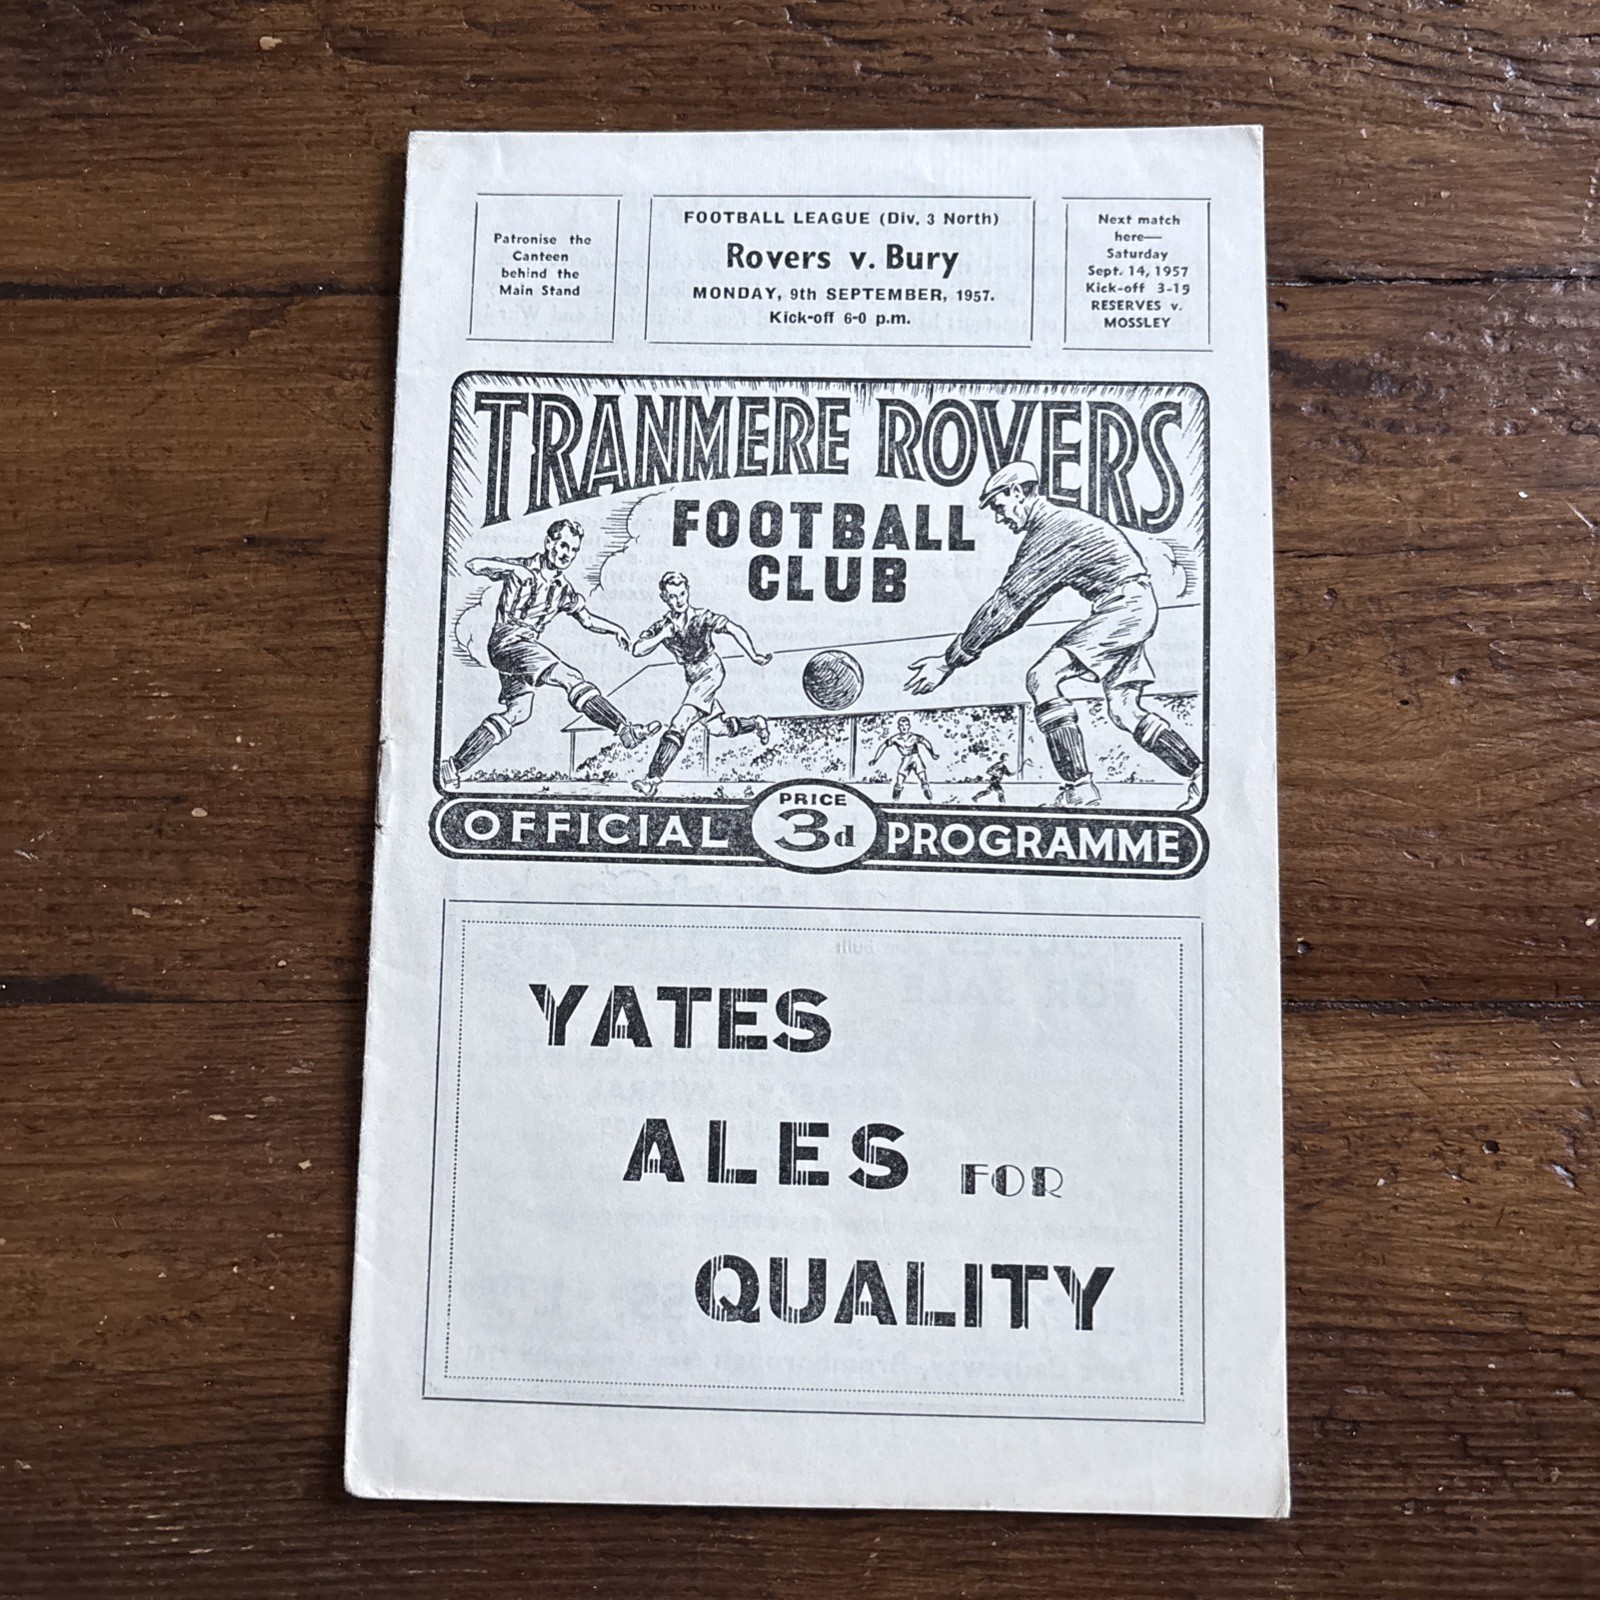 Patronise the
Canteen
behind the
Main Stand
FOOTBALL LEAGUE (Div. 3 North)
Rovers v. Bury
MONDAY, 9th SEPTEMBER, 1957.
Kick-off 6-0 p.m.
Next match
here—
Saturday
Sept. 14, 1957
Kick-off 3-15
RESERVES v.
MOSSLEY
TRANMERE ROVERS
FOOTBALL
CLUB
OFFICIAL PRICE 3d PROGRAMME
YATES
ALES FOR
QUALITY